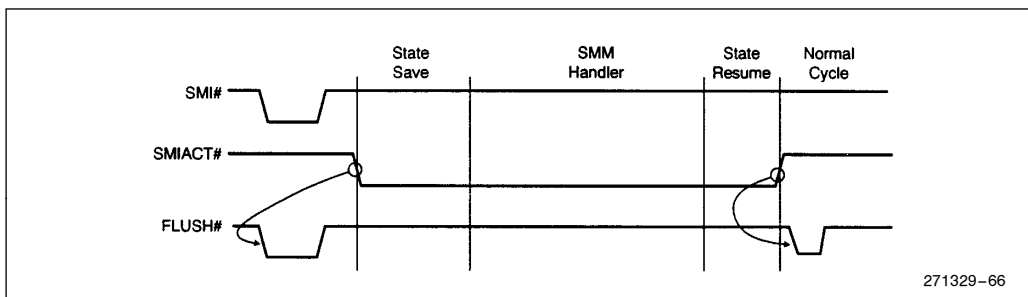 State
Save
SMM
Handler
State
Resume
Normal
Cycle
SMI#
SMIACT#
FLUSH#
271329–66